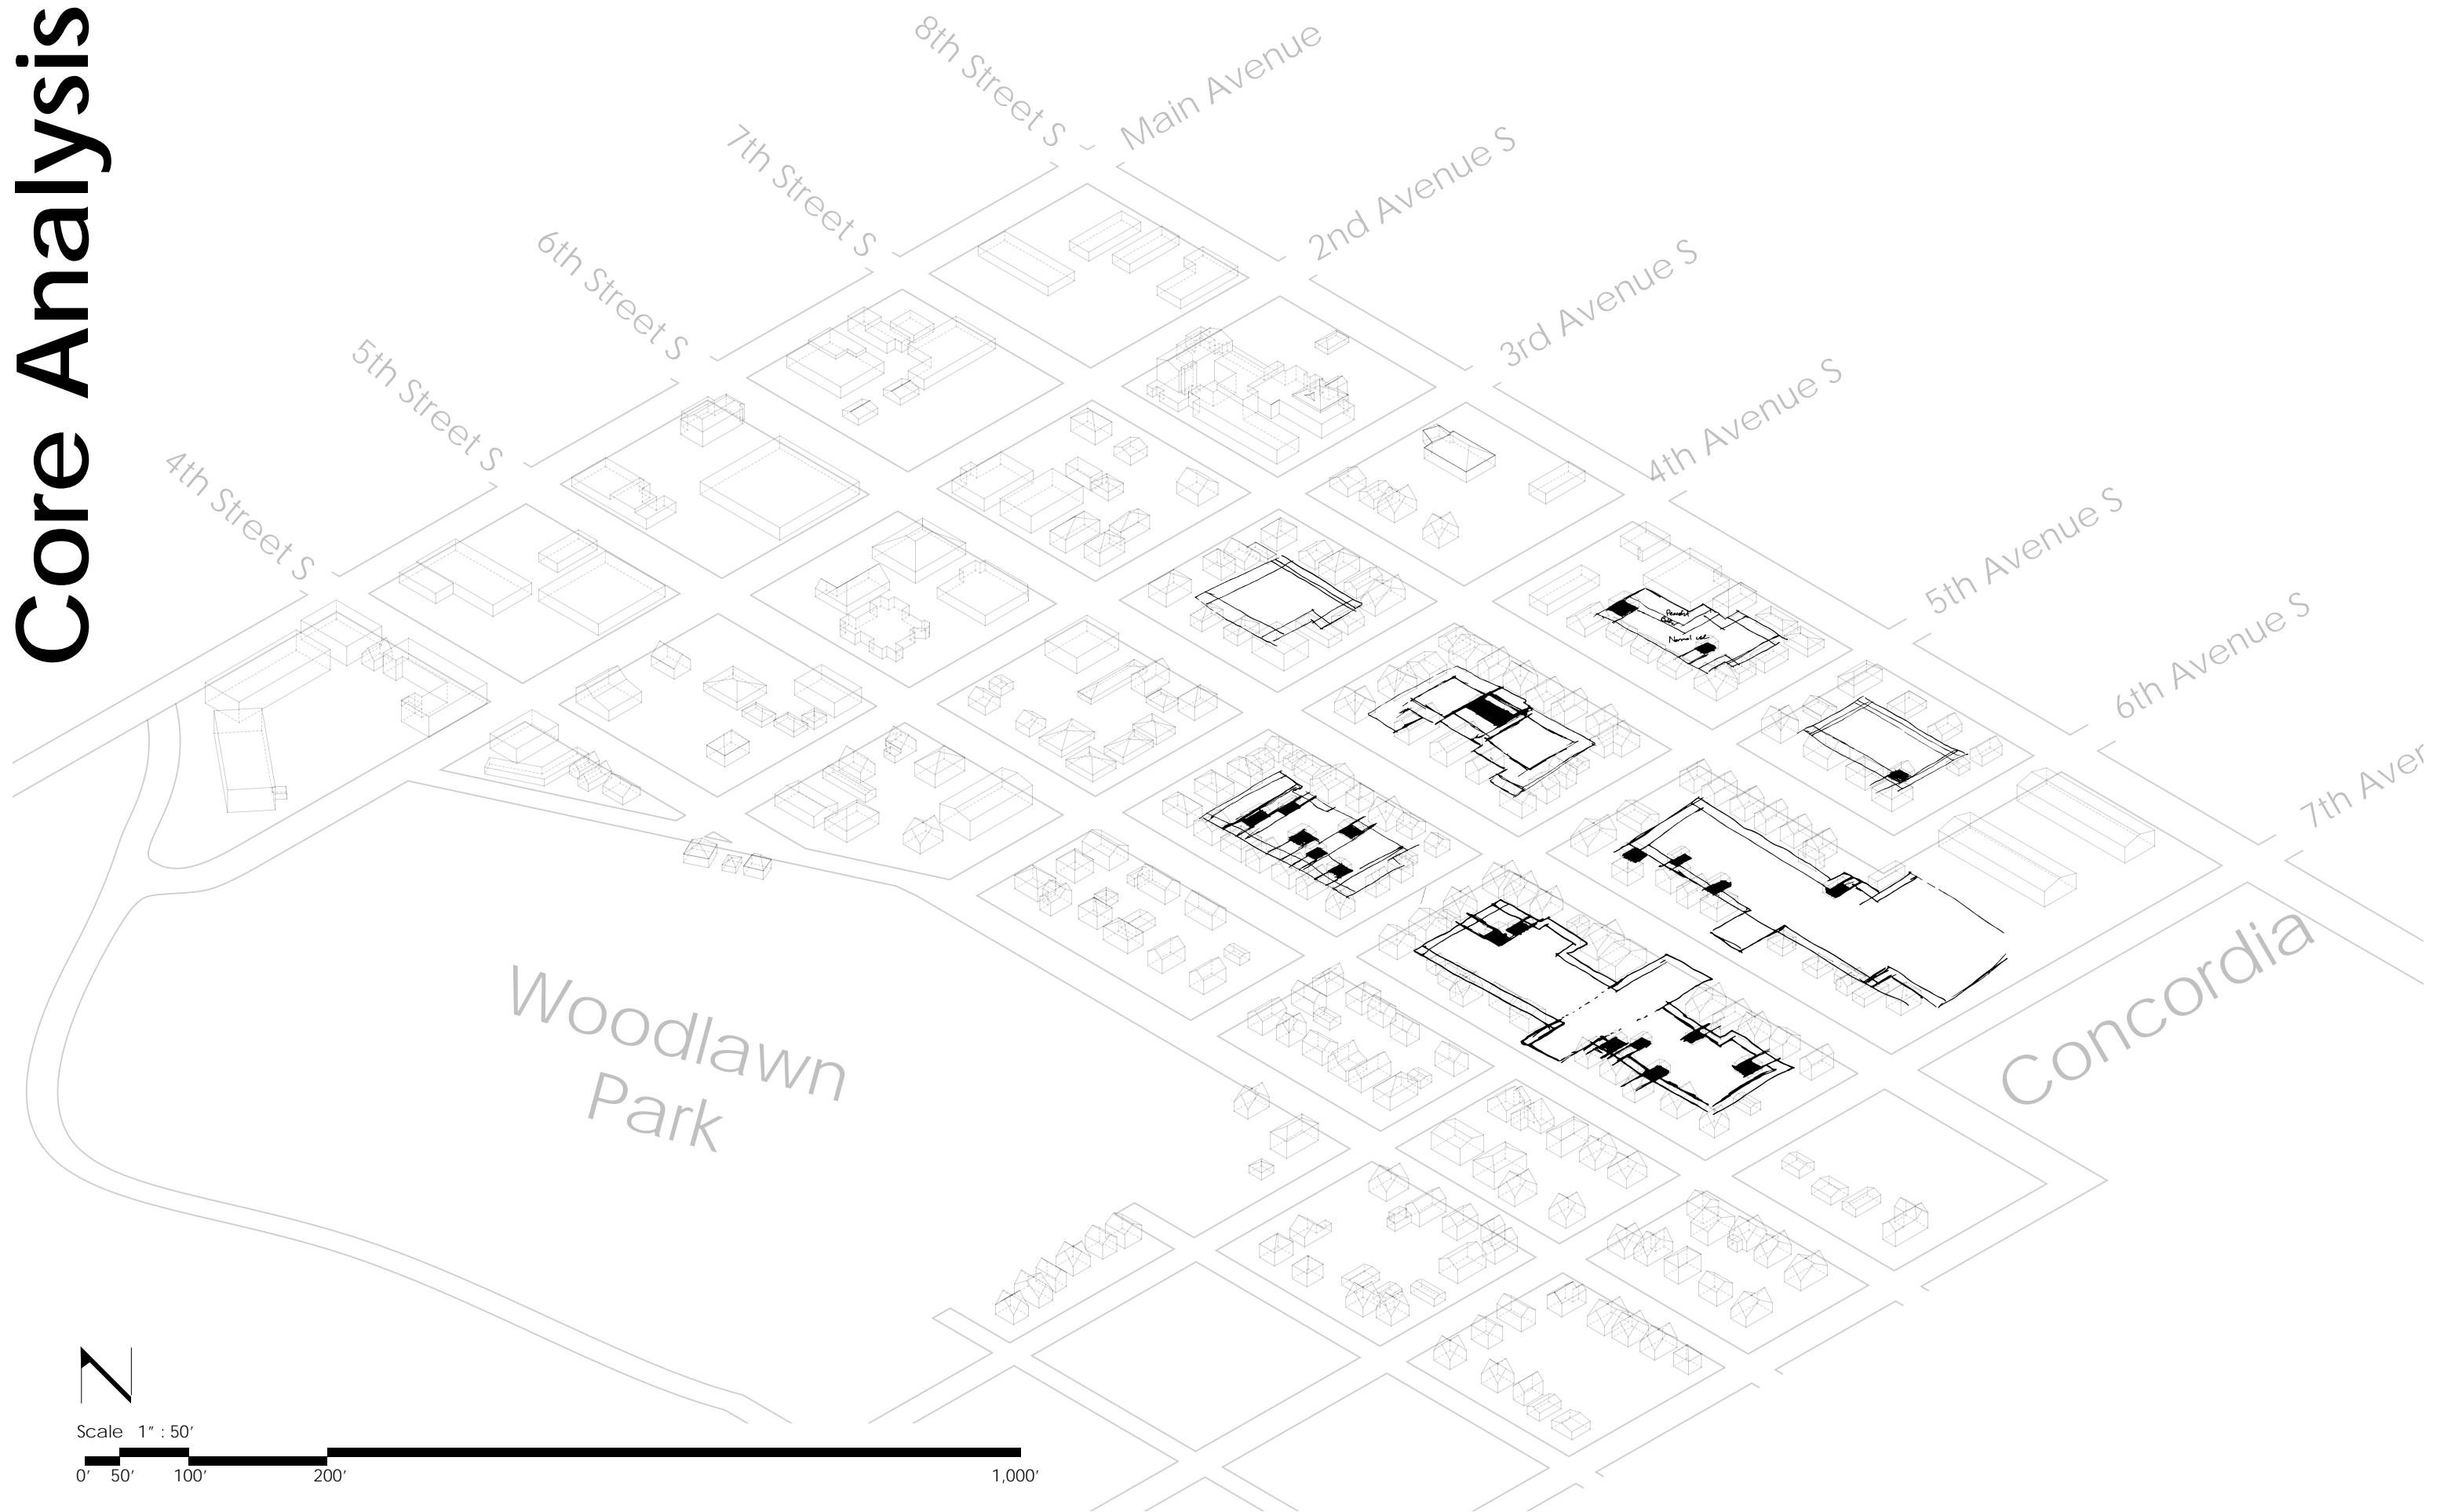 Core Analysis
8th Street S
Main Avenue
7th Street S
2nd Avenue S
6th Street S
3rd Avenue S
5th Street S
4th Avenue S
4th Street S
5th Avenue S
6th Avenue S
7th Aven
Concordia
Woodlawn
Park
N
Scale 1" : 50'
0' 50' 100' 200' 1,000'